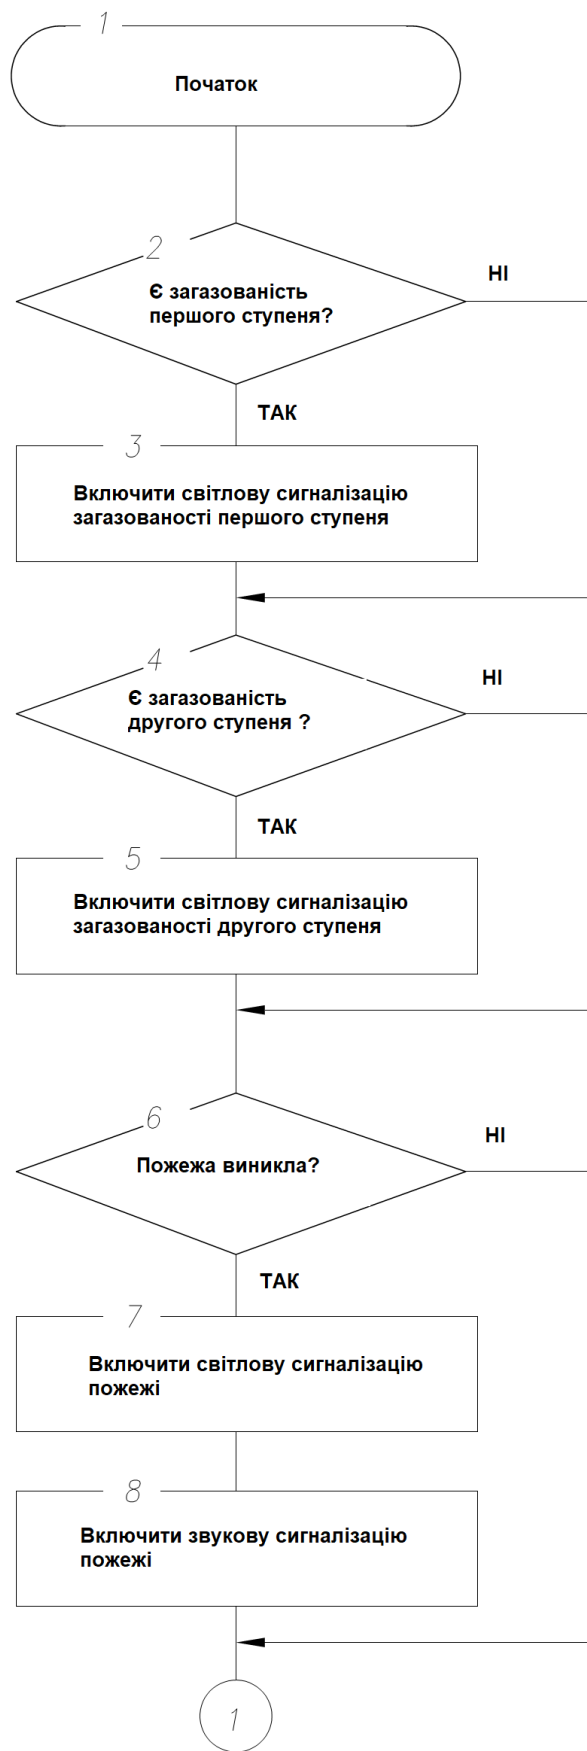 1
Початок
2
Є загазованість
першого ступеня?
НІ
ТАК
3
Включити світлову сигналізацію
загазованості першого ступеня
4
Є загазованість
другого ступеня ?
НІ
ТАК
5
Включити світлову сигналізацію
загазованості другого ступеня
6
Пожежа виникла?
НІ
ТАК
7
Включити світлову сигналізацію
пожежі
8
Включити звукову сигналізацію
пожежі
1